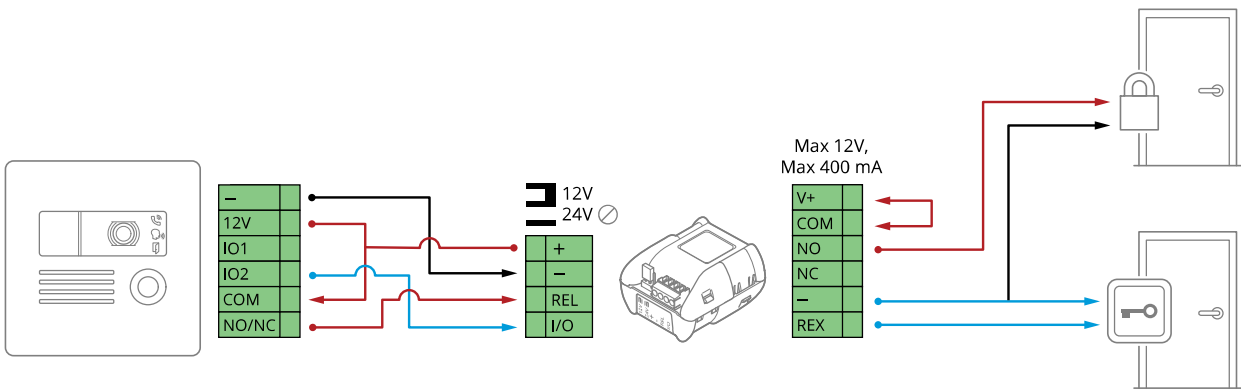 –
12V
IO1
IO2
COM
NO/NC
12V
24V
+
–
REL
I/O
Max 12V,
Max 400 mA
V+
COM
NO
NC
–
REX